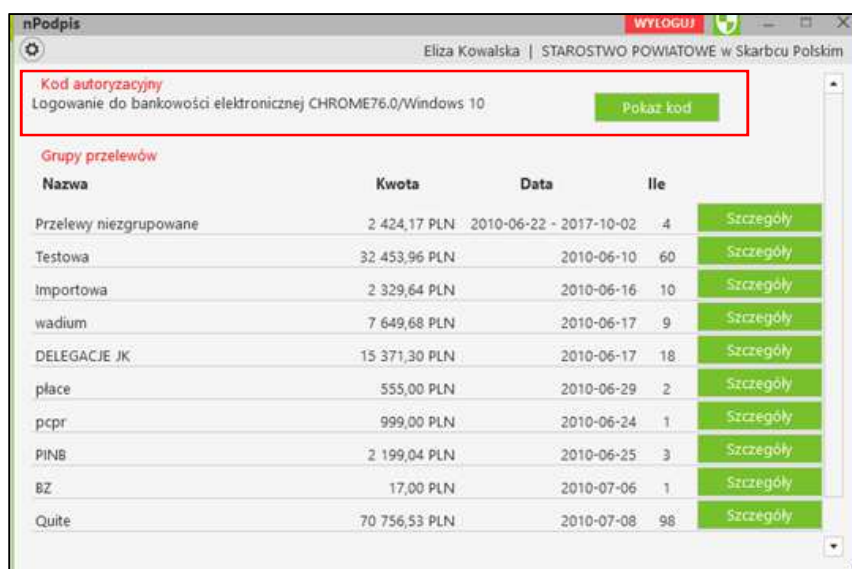 nPodpis WYLOGUJ
Eliza Kowalska | STAROSTWO POWIATOWE w Skarbcu Polskim
Kod autoryzacyjny
Logowanie do bankowości elektronicznej CHROME76.0/Windows 10 Pokaż kod
Grupy przelewów
Nazwa Kwota Data Ile
Przelewy niezgrupowane 2 424,17 PLN 2010-06-22 - 2017-10-02 4 Szczegóły
Testowa 32 453,96 PLN 2010-06-10 60 Szczegóły
Importowa 2 329,64 PLN 2010-06-16 10 Szczegóły
wadium 7 649,68 PLN 2010-06-17 9 Szczegóły
DELEGACJE JK 15 371,30 PLN 2010-06-17 18 Szczegóły
płace 555,00 PLN 2010-06-29 2 Szczegóły
pcpr 999,00 PLN 2010-06-24 1 Szczegóły
PINB 2 199,04 PLN 2010-06-25 3 Szczegóły
BZ 17,00 PLN 2010-07-06 1 Szczegóły
Quite 70 756,53 PLN 2010-07-08 98 Szczegóły